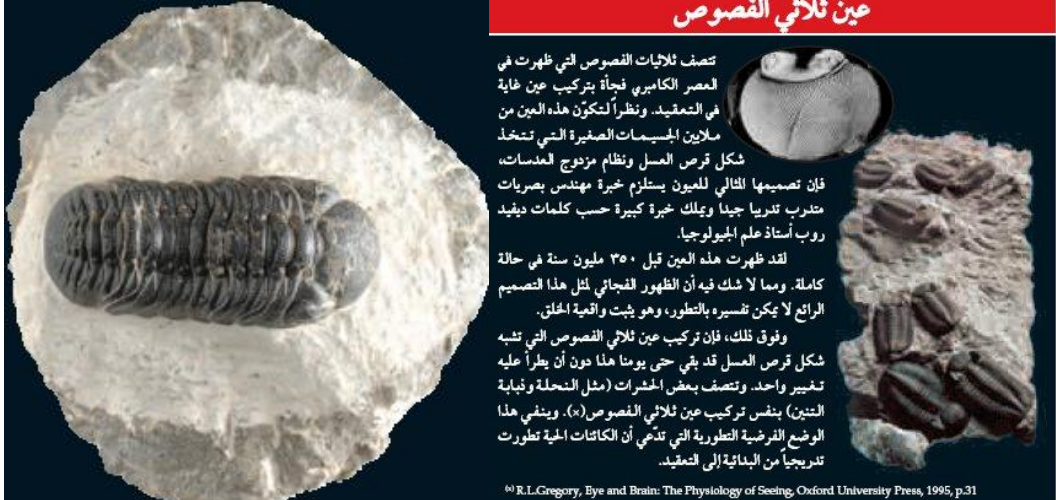 عين ثلاثي الفصوص
تتصف ثلاثيات الفصوص التي ظهرت في
العصر الكامبري فجأة بتركيب عين غاية
في التعقيد. ونظراً لتكوّن هذه العين من
ملايين الجسيمات الصغيرة التي تتخذ
شكل قرص العسل ونظام مزدوج العدسات،
فإن تصميمها المثالي للعيون يستلزم خبرة مهندس بصريات
متدرب تدريبا جيدا ويملك خبرة كبيرة حسب كلمات ديفيد
روب أستاذ علم الجيولوجيا.
لقد ظهرت هذه العين قبل ٣٥٠ مليون سنة في حالة
كاملة. ومما لا شك فيه أن الظهور الفجائي لمثل هذا التصميم
الرائع لا يمكن تفسيره بالتطور، وهو يثبت واقعية الخلق.
وفوق ذلك، فإن تركيب عين ثلاثي الفصوص التي تشبه
شكل قرص العسل قد بقي حتى يومنا هذا دون أن يطرأ عليه
تغيير واحد. وتتصف بعض الحشرات (مثل النحلة وذبابة
التنين) بنفس تركيب عين ثلاثي الفصوص(×). وينفي هذا
الوضع الفرضية التطورية التي تدّعي أن الكائنات الحية تطورت
تدريجياً من البدائية إلى التعقيد.
(×) R.L.Gregory, Eye and Brain: The Physiology of Seeing, Oxford University Press, 1995, p.31